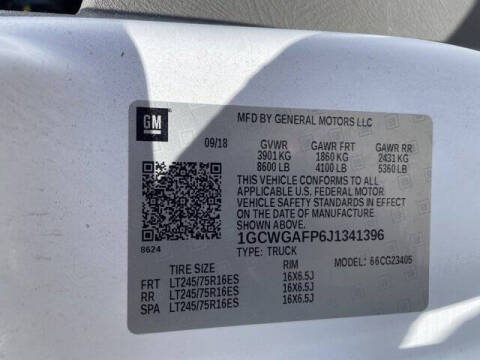 GM
MFD BY GENERAL MOTORS LLC
09/18 GVWR GAWR FRT GAWR RR
3901 KG 1860 KG 2431 KG
8600 LB 4100 LB 5360 LB
THIS VEHICLE CONFORMS TO ALL
APPLICABLE U.S. FEDERAL MOTOR
VEHICLE SAFETY STANDARDS IN EFFECT
ON THE DATE OF MANUFACTURE
SHOWN ABOVE.
1GCWGAFP6J1341396
8624 TYPE: TRUCK MODEL: 66CG23405
TIRE SIZE RIM
FRT LT245/75R16ES 16X6.5J
RR LT245/75R16ES 16X6.5J
SPA LT245/75R16ES 16X6.5J